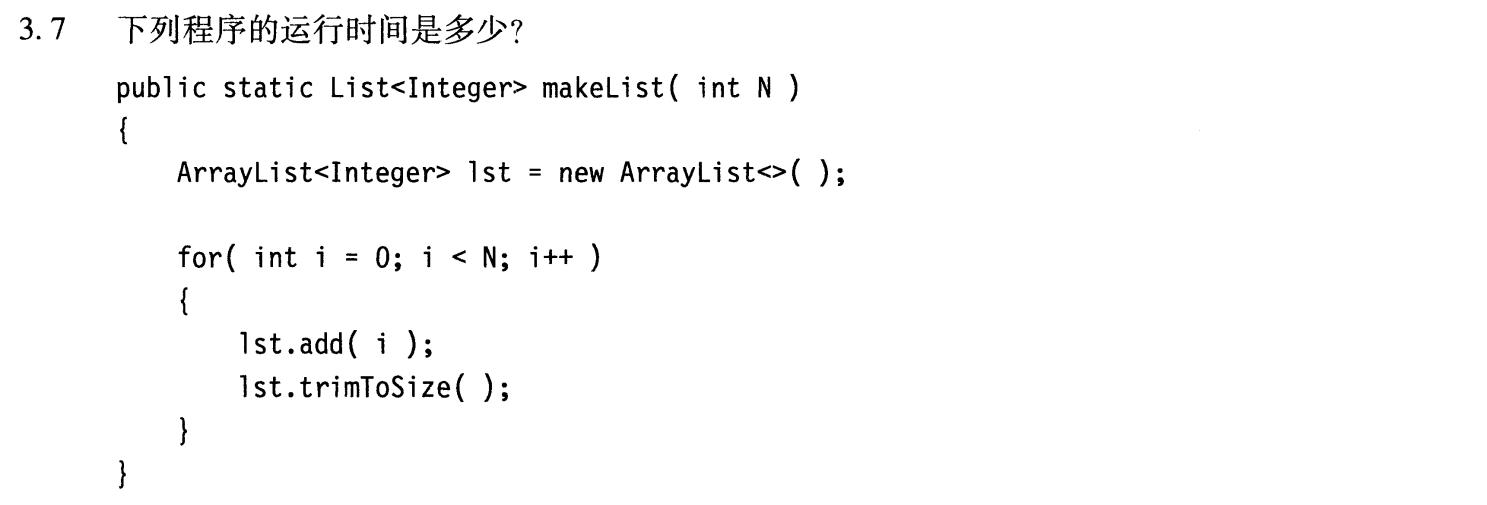 3.7 下列程序的运行时间是多少?
public static List<Integer> makeList( int N )
{
    ArrayList<Integer> lst = new ArrayList<>( );
    for( int i = 0; i < N; i++ )
    {
        lst.add( i );
        lst.trimToSize( );
    }
}